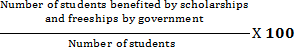 Number of students benefited by scholarships
and freeships by government
X 100
Number of students